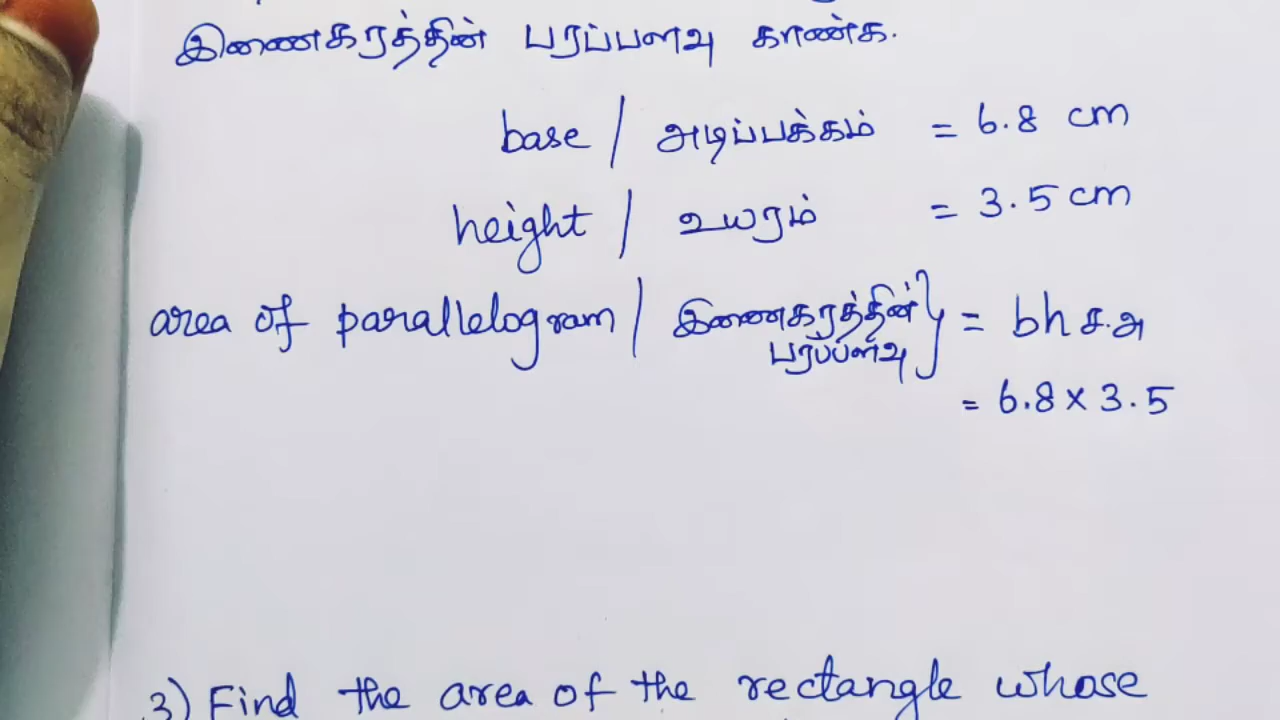 இணைகரத்தின் பரப்பளவு காண்க.
base / அடிப்பக்கம் = 6.8 cm
height / உயரம் = 3.5 cm
area of parallelogram / இணைகரத்தின் பரப்பளவு } = bh ச.அ
= 6.8 × 3.5
3) Find the area of the rectangle whose